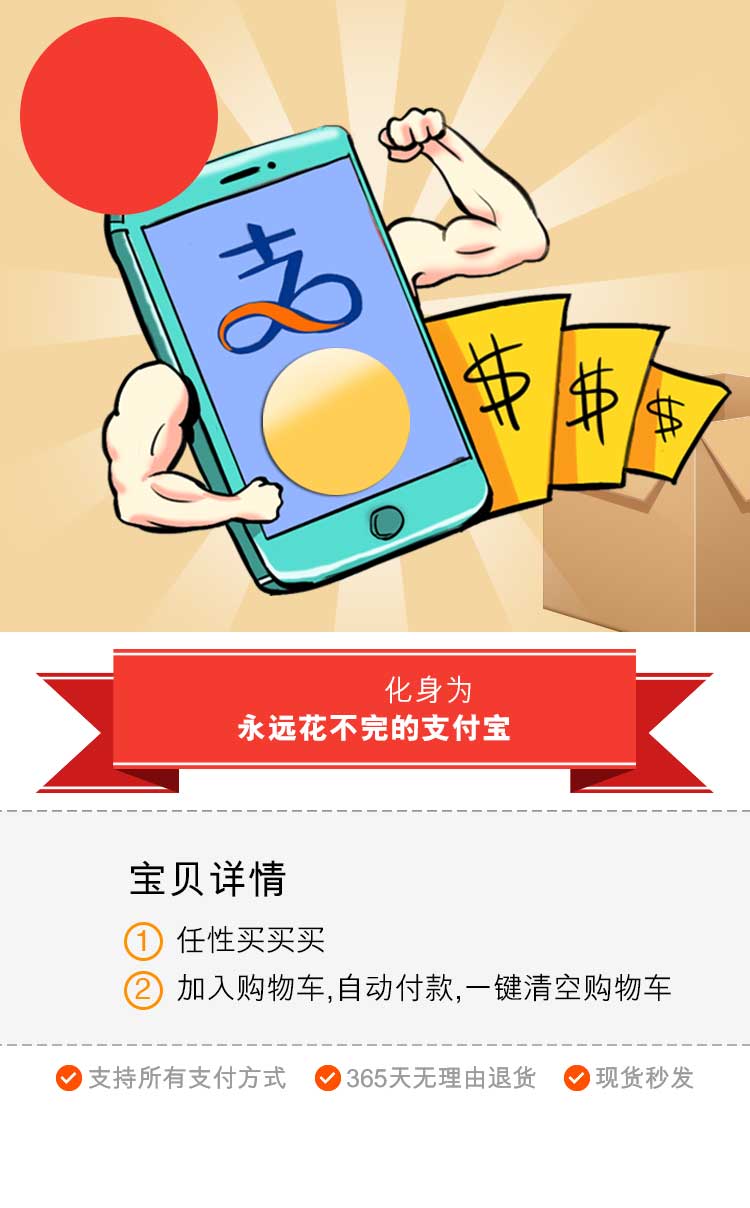 支
$ $ $
化身为
永远花不完的支付宝
宝贝详情
1 任性买买买
2 加入购物车,自动付款,一键清空购物车
支持所有支付方式 365天无理由退货 现货秒发